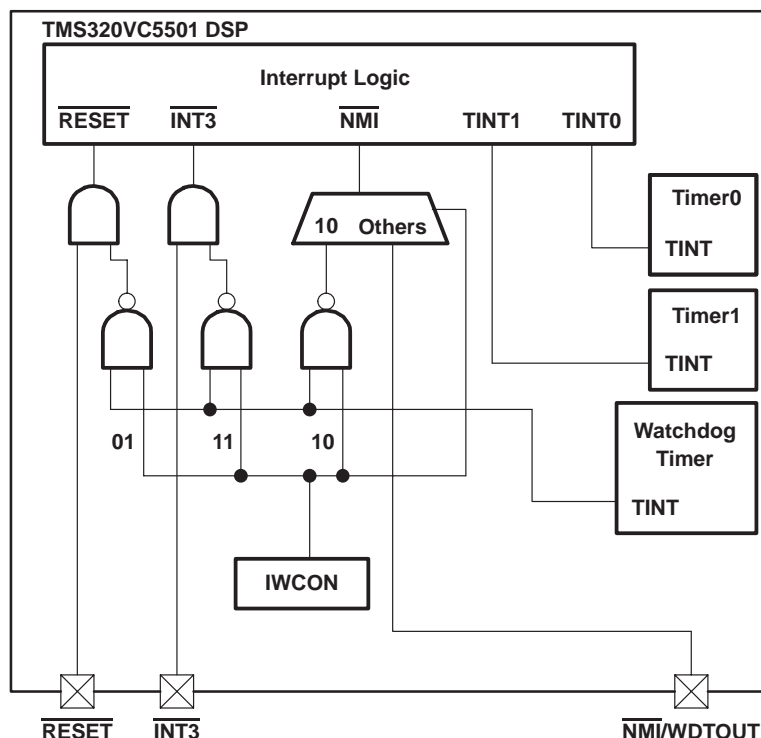 TMS320VC5501 DSP
Interrupt Logic
RESET INT3 NMI TINT1 TINT0
10 Others
Timer0
TINT
Timer1
TINT
01 11 10
Watchdog
Timer
TINT
IWCON
RESET INT3 NMI/WDTOUT